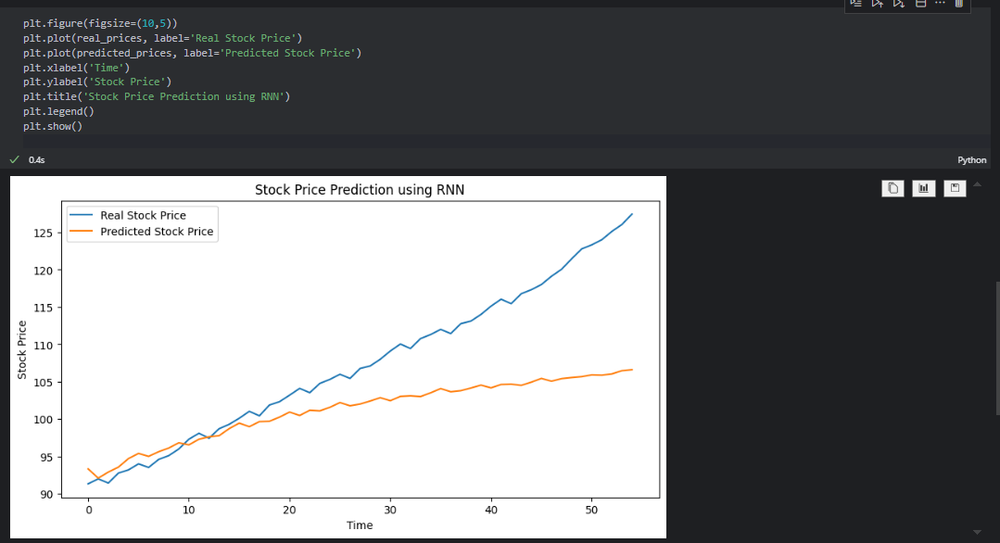 plt.figure(figsize=(10,5))
plt.plot(real_prices, label='Real Stock Price')
plt.plot(predicted_prices, label='Predicted Stock Price')
plt.xlabel('Time')
plt.ylabel('Stock Price')
plt.title('Stock Price Prediction using RNN')
plt.legend()
plt.show()
0.4s
Python
Stock Price Prediction using RNN
Real Stock Price
Predicted Stock Price
125
120
115
110
105
100
95
90
Stock Price
0 10 20 30 40 50
Time